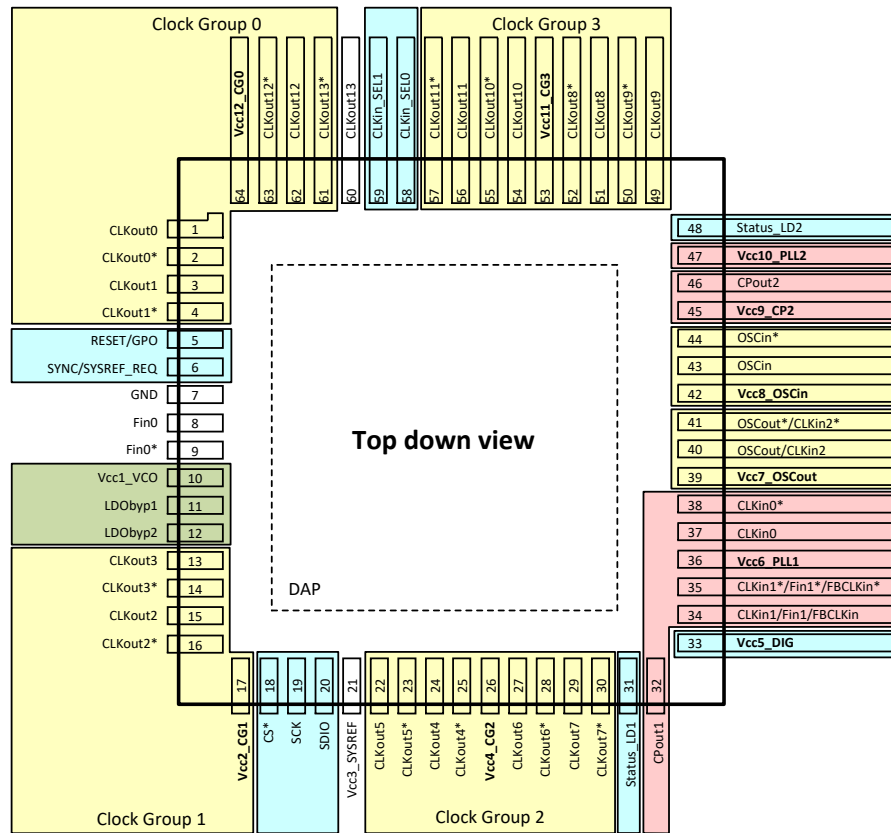 Clock Group 0
Clock Group 3
Vcc12_CG0
CLKout12*
CLKout12
CLKout13*
CLKout13
CLKin_SEL1
CLKin_SEL0
CLKout11*
CLKout11
CLKout10*
CLKout10
Vcc11_CG3
CLKout8*
CLKout8
CLKout9*
CLKout9
64
63
62
61
60
59
58
57
56
55
54
53
52
51
50
49
CLKout0 1
CLKout0* 2
CLKout1 3
CLKout1* 4
RESET/GPO 5
SYNC/SYSREF_REQ 6
GND 7
Fin0 8
Fin0* 9
Vcc1_VCO 10
LDObyp1 11
LDObyp2 12
CLKout3 13
CLKout3* 14
CLKout2 15
CLKout2* 16
Top down view
DAP
48 Status_LD2
47 Vcc10_PLL2
46 CPout2
45 Vcc9_CP2
44 OSCin*
43 OSCin
42 Vcc8_OSCin
41 OSCout*/CLKin2*
40 OSCout/CLKin2
39 Vcc7_OSCout
38 CLKin0*
37 CLKin0
36 Vcc6_PLL1
35 CLKin1*/Fin1*/FBCLKin*
34 CLKin1/Fin1/FBCLKin
33 Vcc5_DIG
17
18
19
20
21
22
23
24
25
26
27
28
29
30
31
32
Vcc2_CG1
CS*
SCK
SDIO
Vcc3_SYSREF
CLKout5
CLKout5*
CLKout4
CLKout4*
Vcc4_CG2
CLKout6
CLKout6*
CLKout7
CLKout7*
Status_LD1
CPout1
Clock Group 1
Clock Group 2